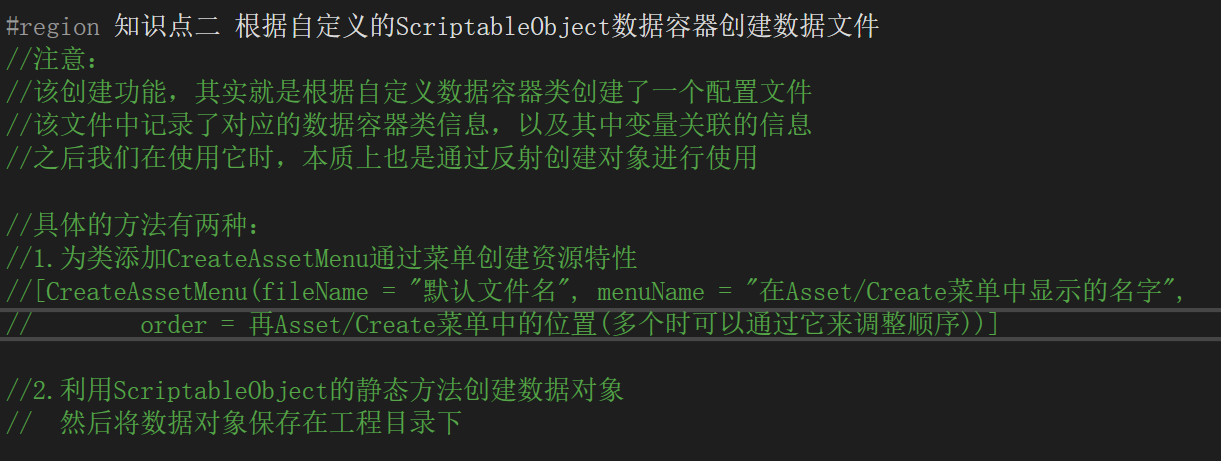 #region 知识点二 根据自定义的ScriptableObject数据容器创建数据文件
//注意：
//该创建功能，其实就是根据自定义数据容器类创建了一个配置文件
//该文件中记录了对应的数据容器类信息，以及其中变量关联的信息
//之后我们在使用它时，本质上也是通过反射创建对象进行使用
//具体的方法有两种：
//1.为类添加CreateAssetMenu通过菜单创建资源特性
//[CreateAssetMenu(fileName = "默认文件名", menuName = "在Asset/Create菜单中显示的名字",
//        order = 再Asset/Create菜单中的位置(多个时可以通过它来调整顺序))]
//2.利用ScriptableObject的静态方法创建数据对象
//  然后将数据对象保存在工程目录下